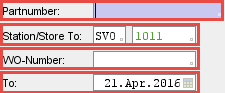 Partnumber:
Station/Store To: SVO 1011
WO-Number:
To: 21.Apr.2016